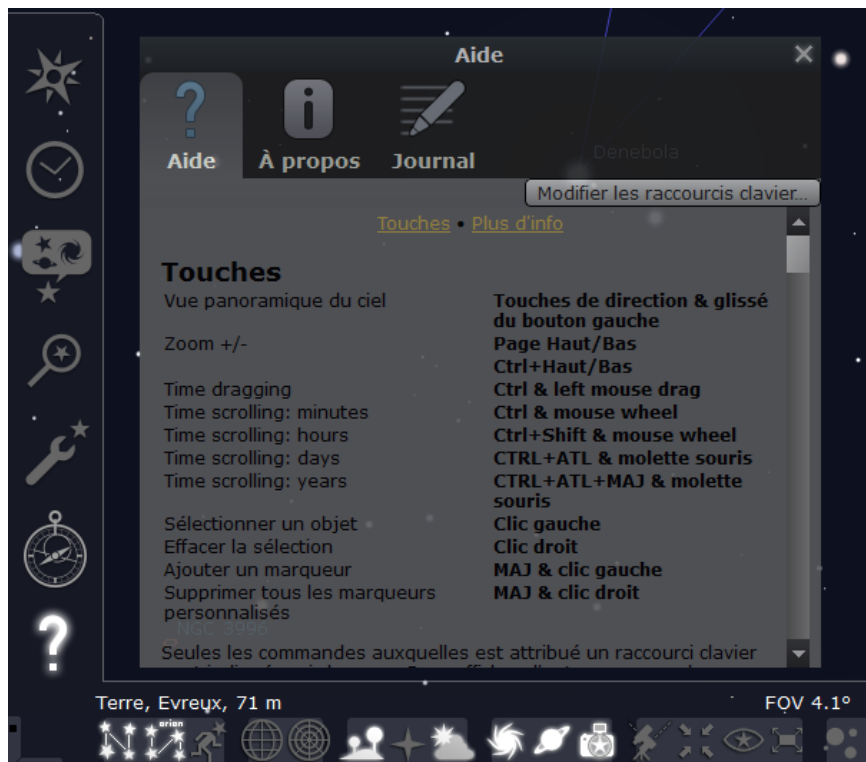 Aide
Denebola
Aide À propos Journal
Modifier les raccourcis clavier...
Touches • Plus d'info
Touches
Vue panoramique du ciel Touches de direction & glissé
du bouton gauche
Zoom +/- Page Haut/Bas
Ctrl+Haut/Bas
Time dragging Ctrl & left mouse drag
Time scrolling: minutes Ctrl & mouse wheel
Time scrolling: hours Ctrl+Shift & mouse wheel
Time scrolling: days CTRL+ATL & molette souris
Time scrolling: years CTRL+ATL+MAJ & molette
souris
Sélectionner un objet Clic gauche
Effacer la sélection Clic droit
Ajouter un marqueur MAJ & clic gauche
Supprimer tous les marqueurs MAJ & clic droit
personnalisés
NGC 3996
Seules les commandes auxquelles est attribué un raccourci clavier
Terre, Evreux, 71 m FOV 4.1°
orion